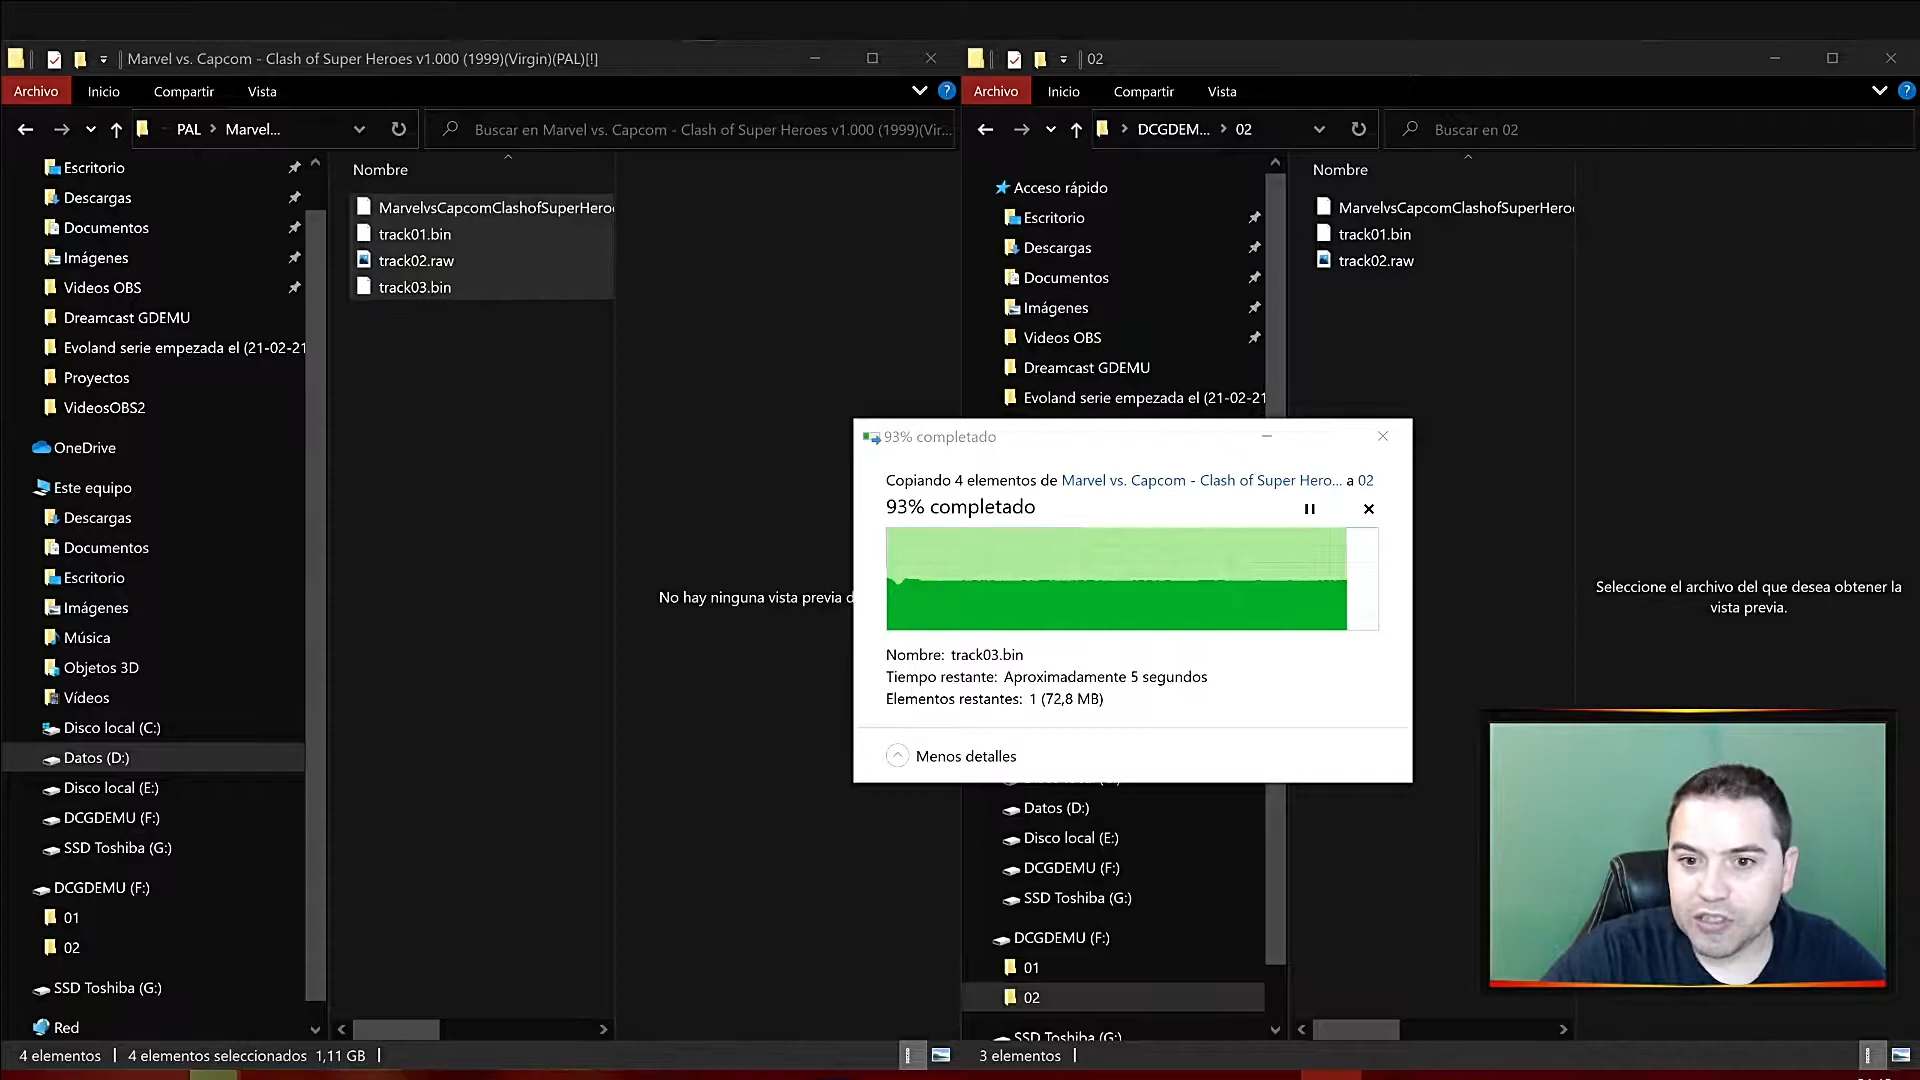 Marvel vs. Capcom - Clash of Super Heroes v1.000 (1999)(Virgin)(PAL)[!]
Archivo Inicio Compartir Vista
PAL > Marvel...
Buscar en Marvel vs. Capcom - Clash of Super Heroes v1.000 (1999)(Vir...
Escritorio
Descargas
Documentos
Imágenes
Videos OBS
Dreamcast GDEMU
Evoland serie empezada el (21-02-21
Proyectos
VideosOBS2
OneDrive
Este equipo
Descargas
Documentos
Escritorio
Imágenes
Música
Objetos 3D
Vídeos
Disco local (C:)
Datos (D:)
Disco local (E:)
DCGDEMU (F:)
SSD Toshiba (G:)
DCGDEMU (F:)
01
02
SSD Toshiba (G:)
Red
Nombre
MarvelvsCapcomClashofSuperHeroe
track01.bin
track02.raw
track03.bin
No hay ninguna vista previa d
4 elementos
4 elementos seleccionados 1,11 GB
02
Archivo Inicio Compartir Vista
> DCGDEM... > 02
Buscar en 02
Acceso rápido
Escritorio
Descargas
Documentos
Imágenes
Videos OBS
Dreamcast GDEMU
Evoland serie empezada el (21-02-21
Datos (D:)
Disco local (E:)
DCGDEMU (F:)
SSD Toshiba (G:)
DCGDEMU (F:)
01
02
SSD Toshiba (G:)
Nombre
MarvelvsCapcomClashofSuperHeroe
track01.bin
track02.raw
Seleccione el archivo del que desea obtener la
vista previa.
3 elementos
93% completado
Copiando 4 elementos de Marvel vs. Capcom - Clash of Super Hero... a 02
93% completado
Nombre: track03.bin
Tiempo restante: Aproximadamente 5 segundos
Elementos restantes: 1 (72,8 MB)
Menos detalles